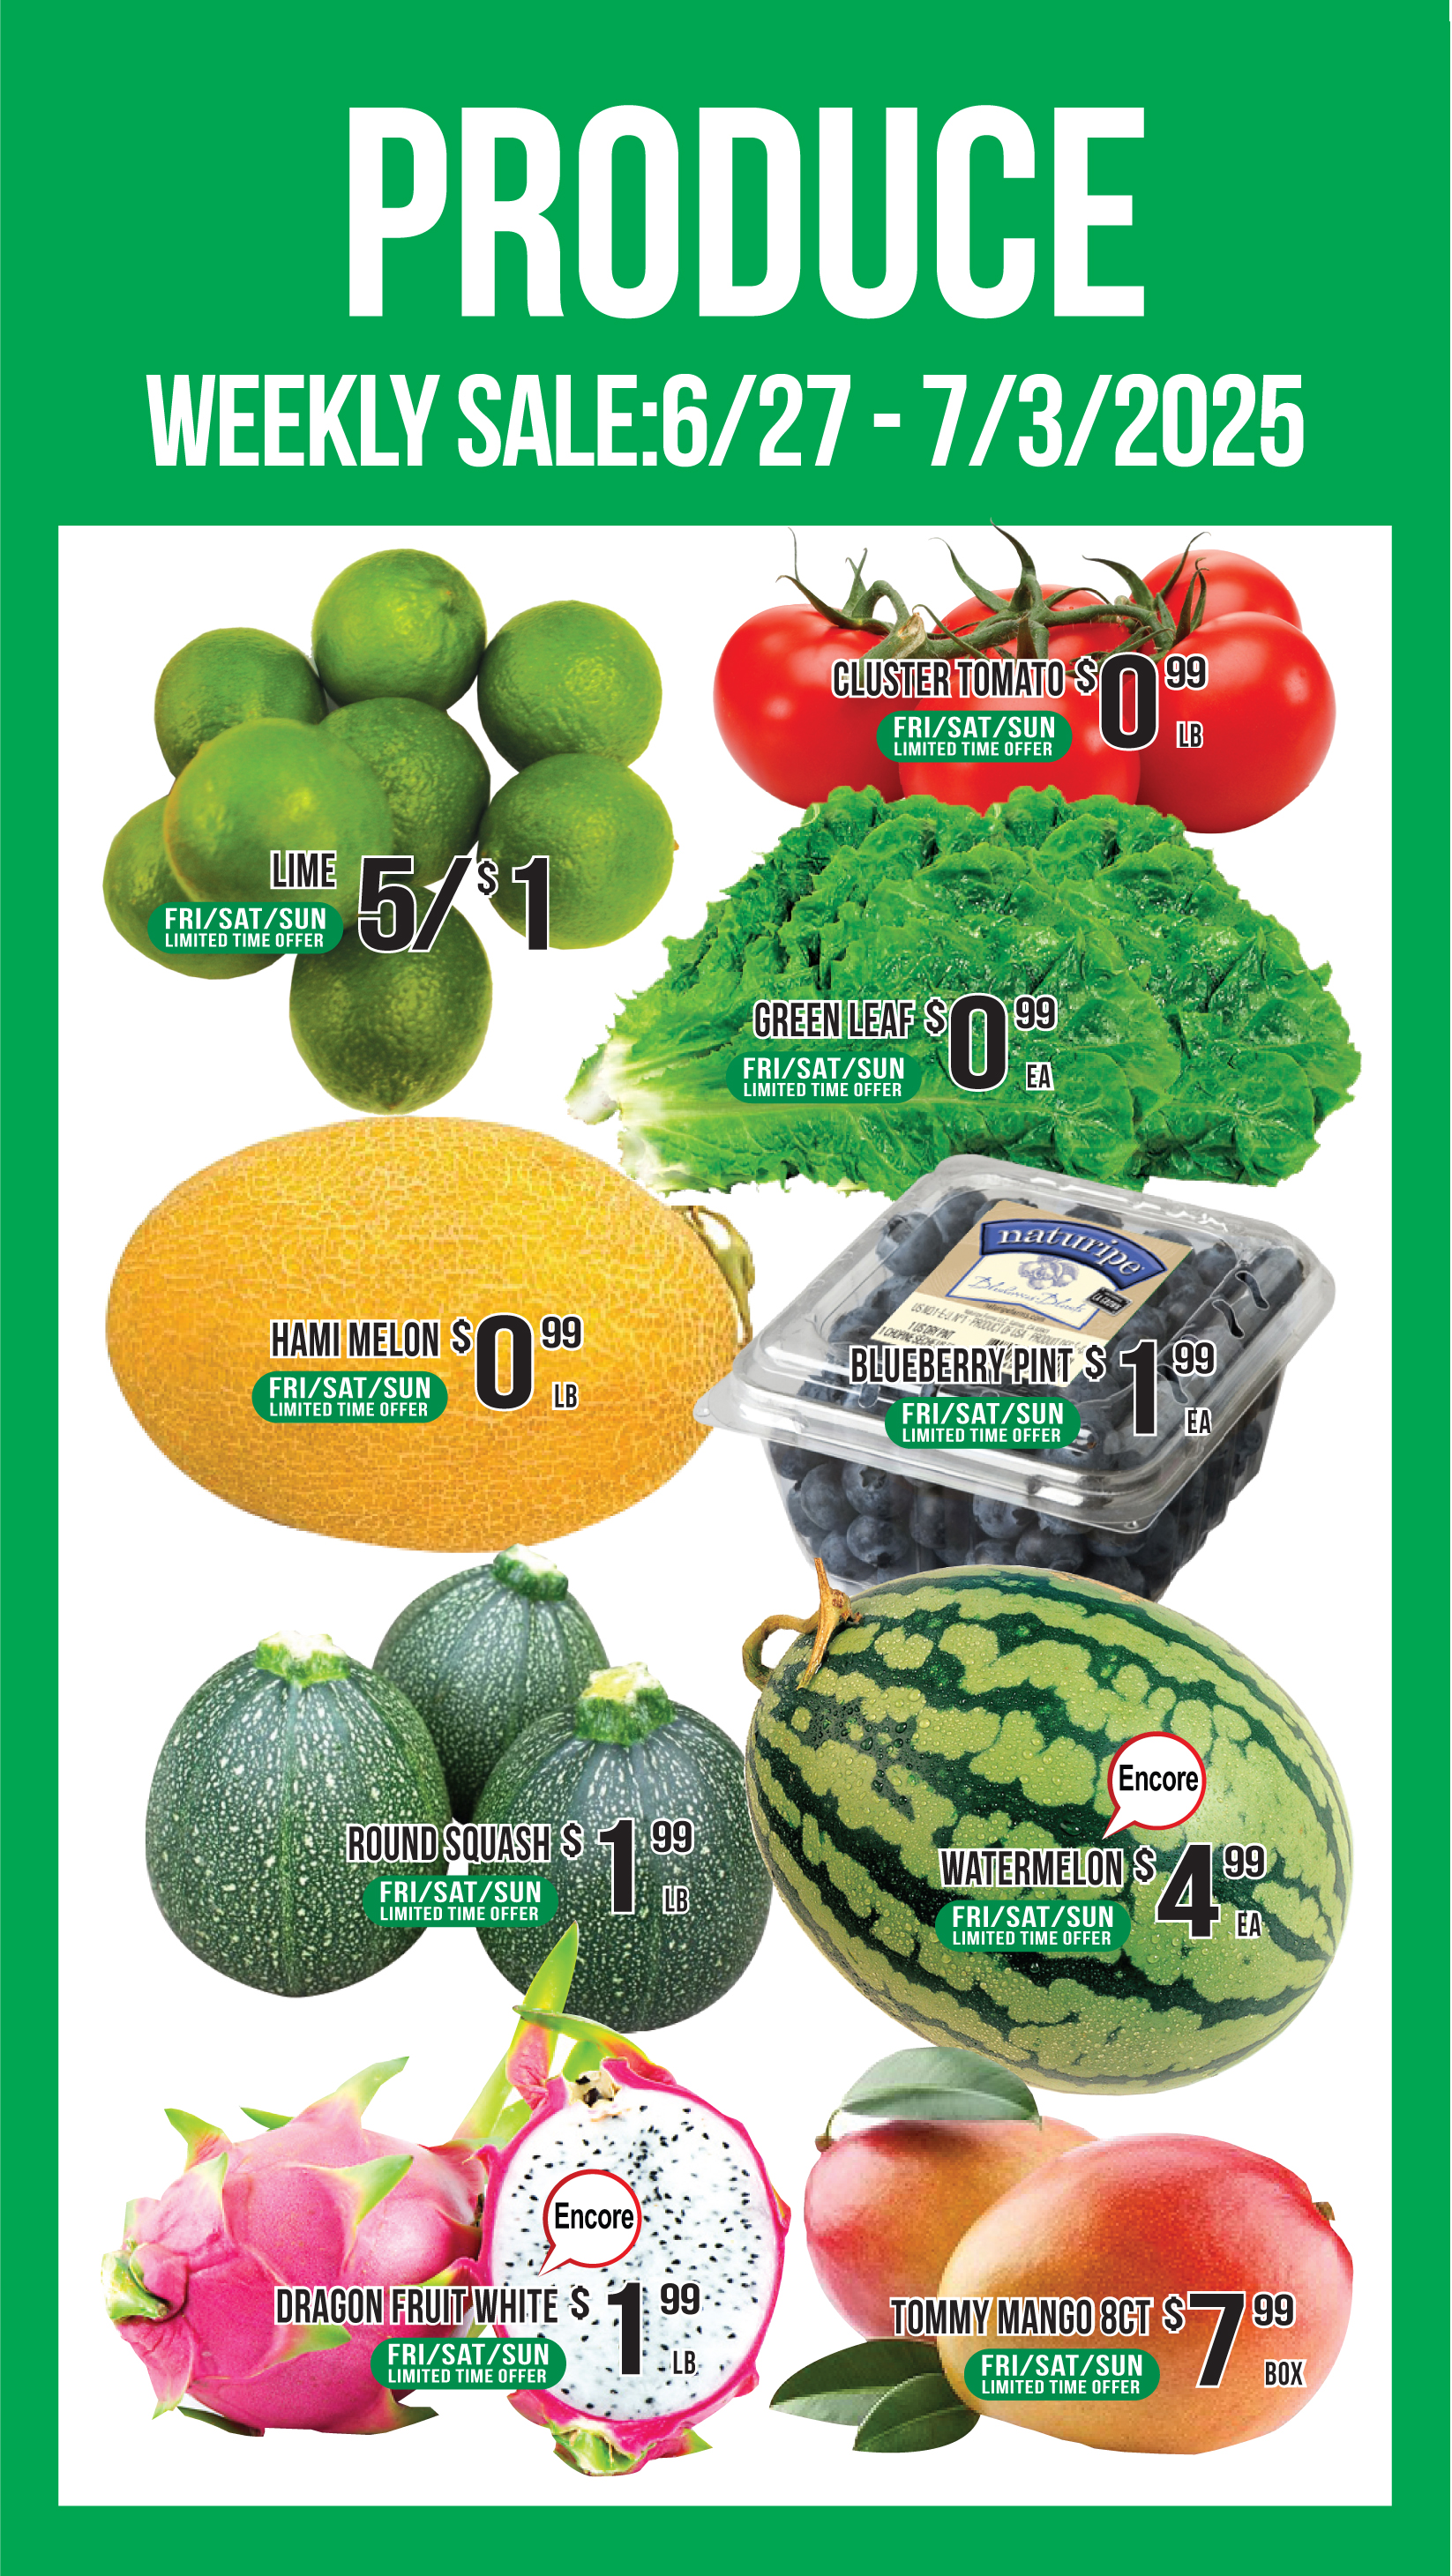 PRODUCE
WEEKLY SALE:6/27 - 7/3/2025
CLUSTER TOMATO $0 99 LB
FRI/SAT/SUN
LIMITED TIME OFFER
LIME 5/$1
FRI/SAT/SUN
LIMITED TIME OFFER
GREEN LEAF $0 99 EA
FRI/SAT/SUN
LIMITED TIME OFFER
naturipe
HAMI MELON $0 99 LB
FRI/SAT/SUN
LIMITED TIME OFFER
BLUEBERRY PINT $1 99 EA
FRI/SAT/SUN
LIMITED TIME OFFER
ROUND SQUASH $1 99 LB
FRI/SAT/SUN
LIMITED TIME OFFER
Encore
WATERMELON $4 99 EA
FRI/SAT/SUN
LIMITED TIME OFFER
Encore
DRAGON FRUIT WHITE $1 99 LB
FRI/SAT/SUN
LIMITED TIME OFFER
TOMMY MANGO 8CT $7 99 BOX
FRI/SAT/SUN
LIMITED TIME OFFER